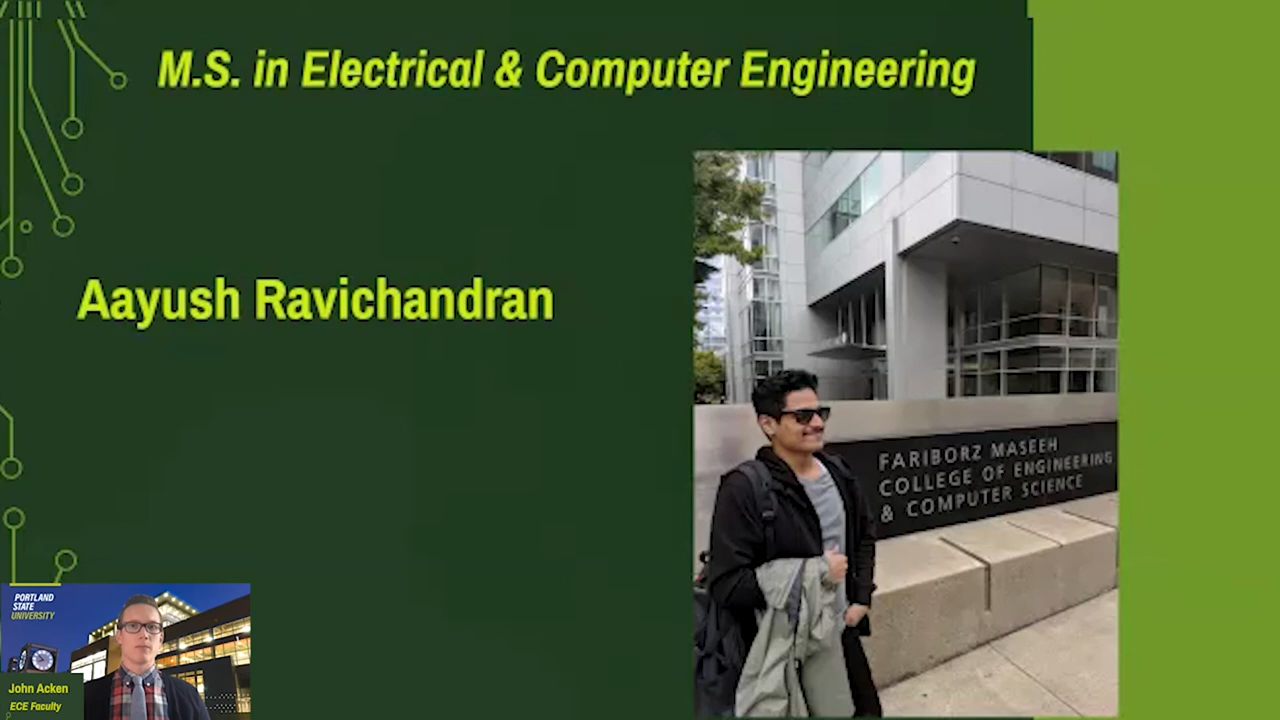 M.S. in Electrical & Computer Engineering
Aayush Ravichandran
FARIBORZ MASEEH
COLLEGE OF ENGINEERING
& COMPUTER SCIENCE
PORTLAND
STATE
UNIVERSITY
John Acken
ECE Faculty